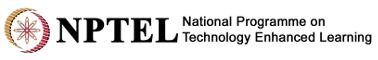 NPTEL
National Programme on
Technology Enhanced Learning